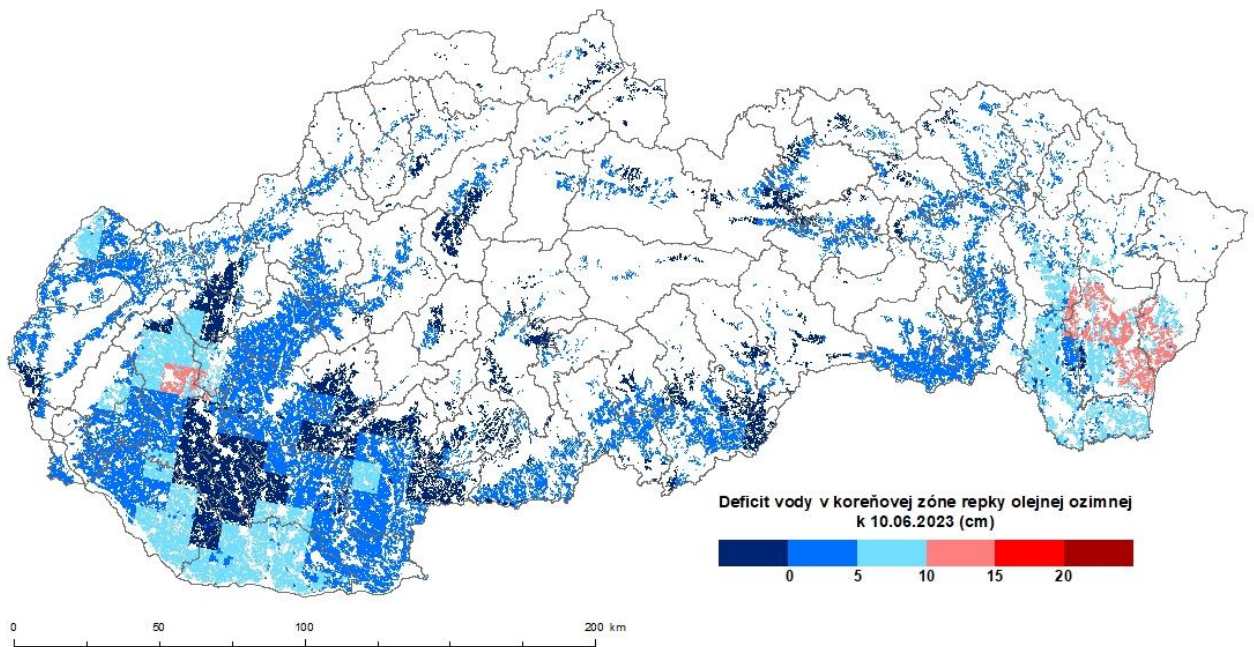 Deficit vody v koreňovej zóne repky olejnej ozimnej
k 10.06.2023 (cm)
0 5 10 15 20
0 50 100 200 km